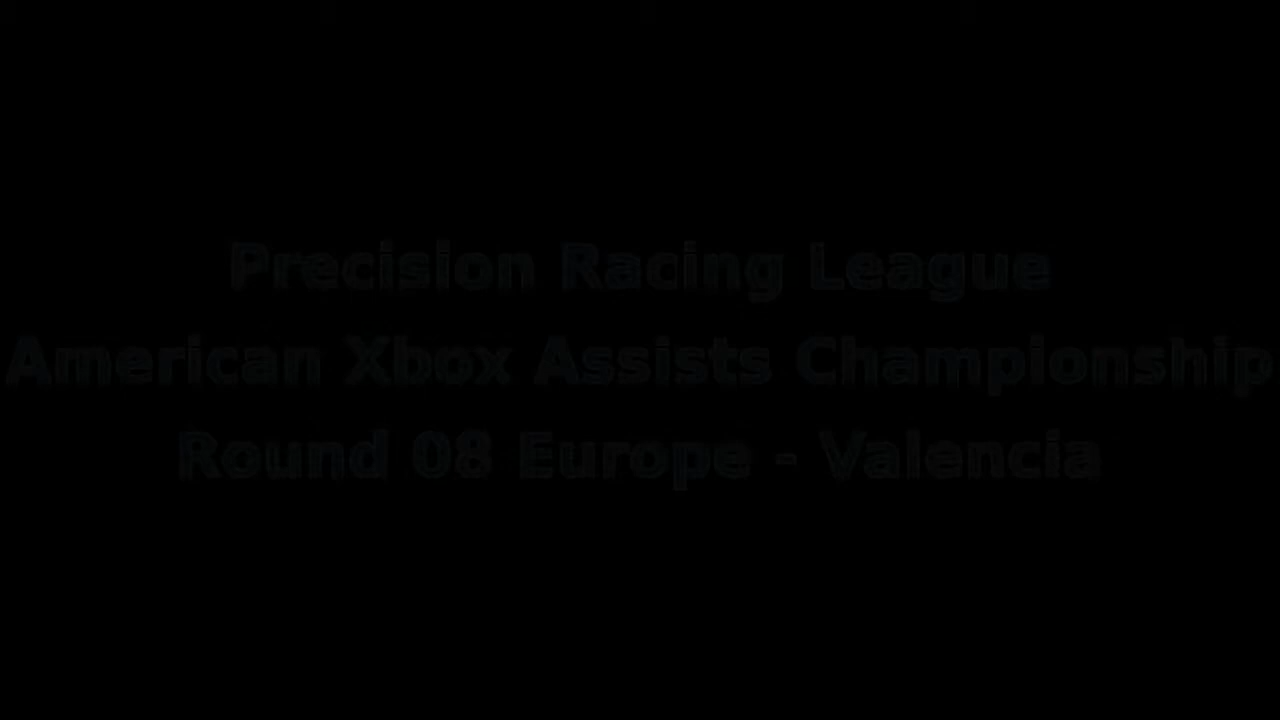 Precision Racing League
American Xbox Assists Championship
Round 08 Europe - Valencia